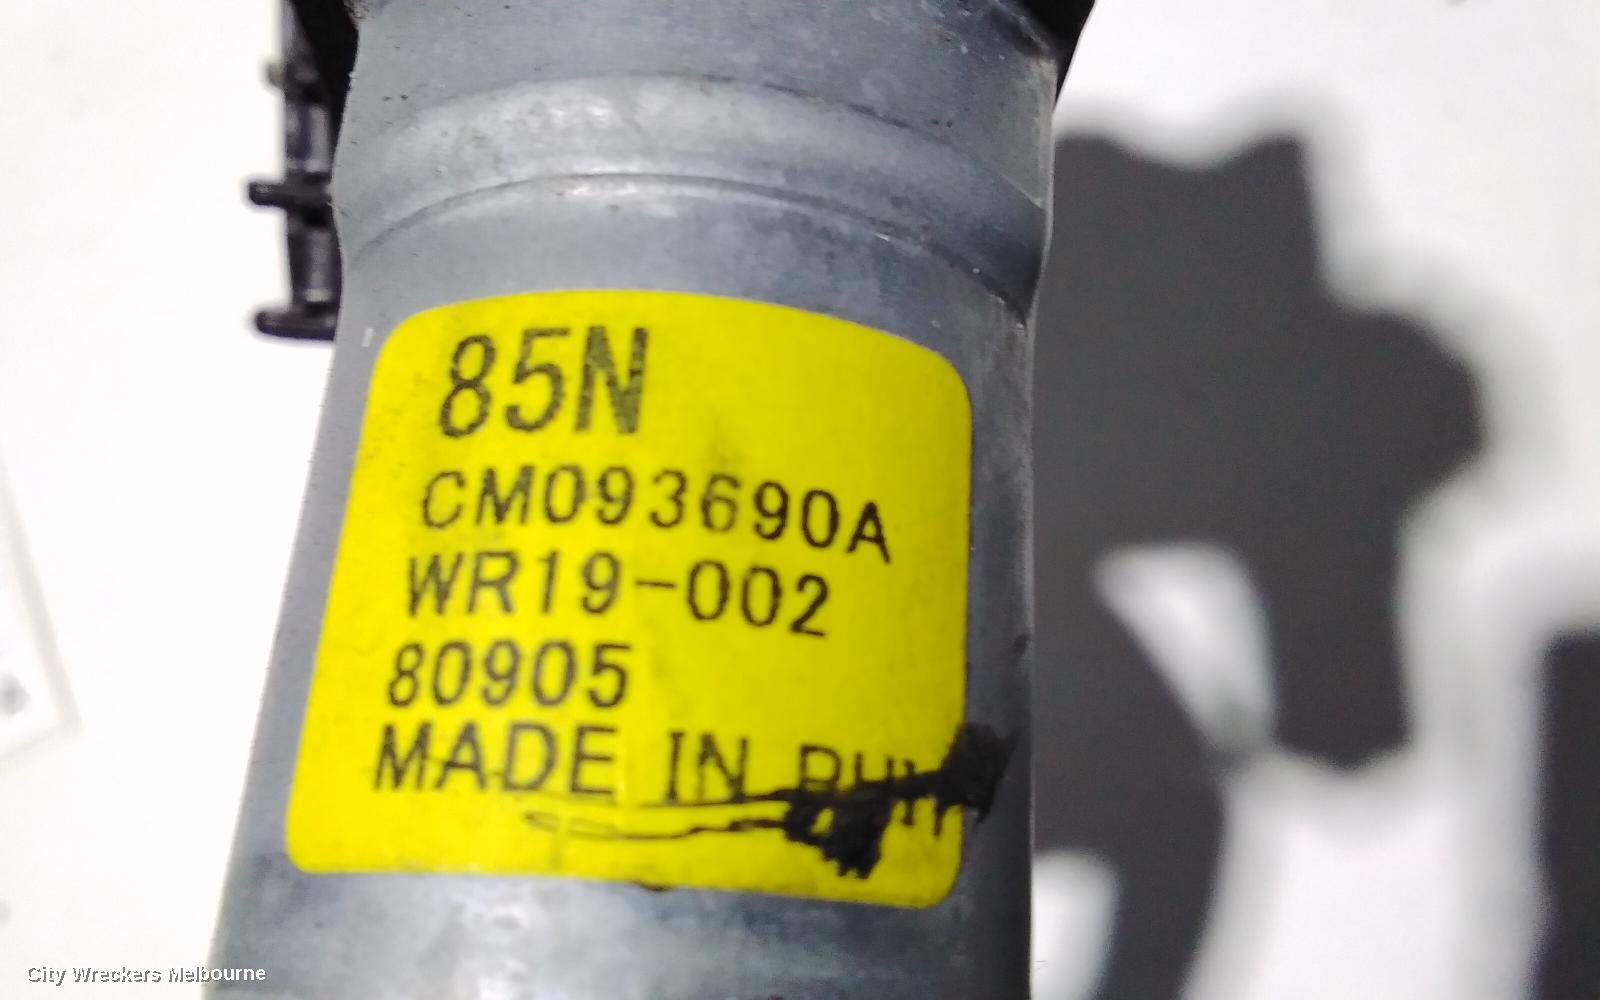 85N
CM093690A
WR19-002
80905
MADE IN
City Wreckers Melbourne